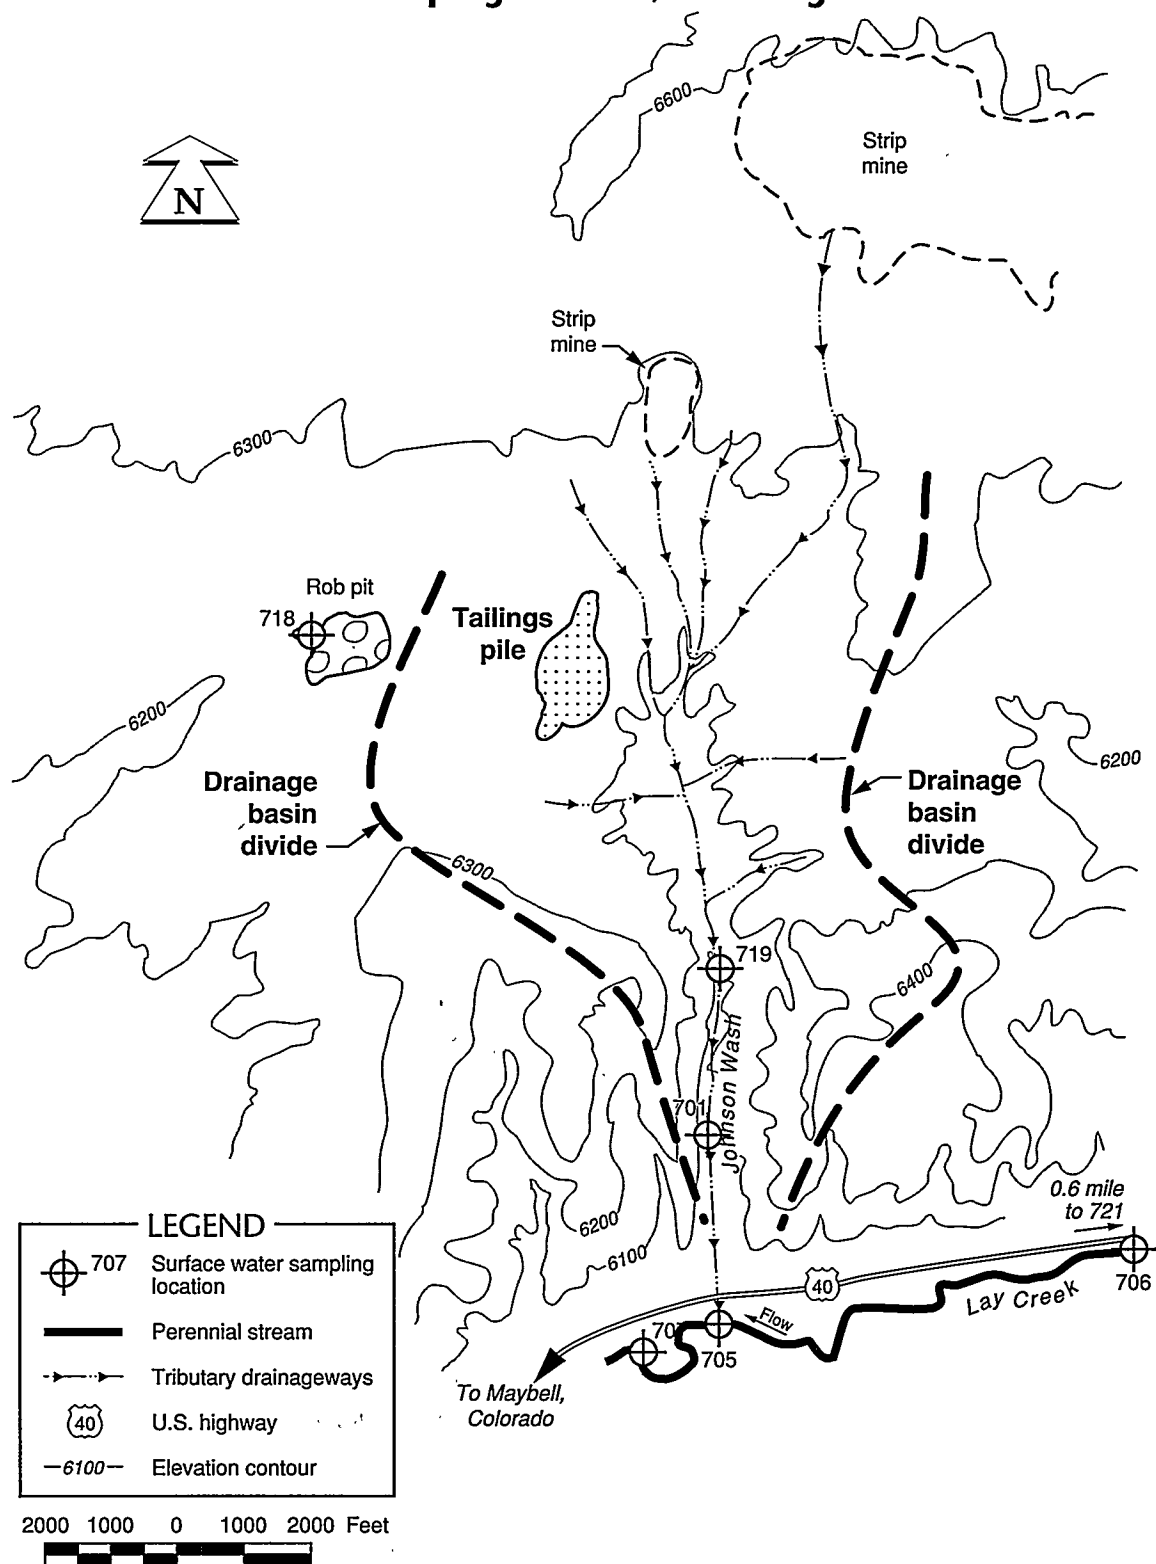 6600
Strip
mine
N
Strip
mine
6300
Rob pit
718
Tailings
pile
6200
6200
Drainage
basin
divide
Drainage
basin
divide
6300
719
6400
Johnson Wash
701
0.6 mile
to 721
6200
6100
40
Lay Creek
706
Flow
705
To Maybell,
Colorado
LEGEND
707 Surface water sampling
location
Perennial stream
Tributary drainageways
40 U.S. highway
6100 Elevation contour
2000 1000 0 1000 2000 Feet